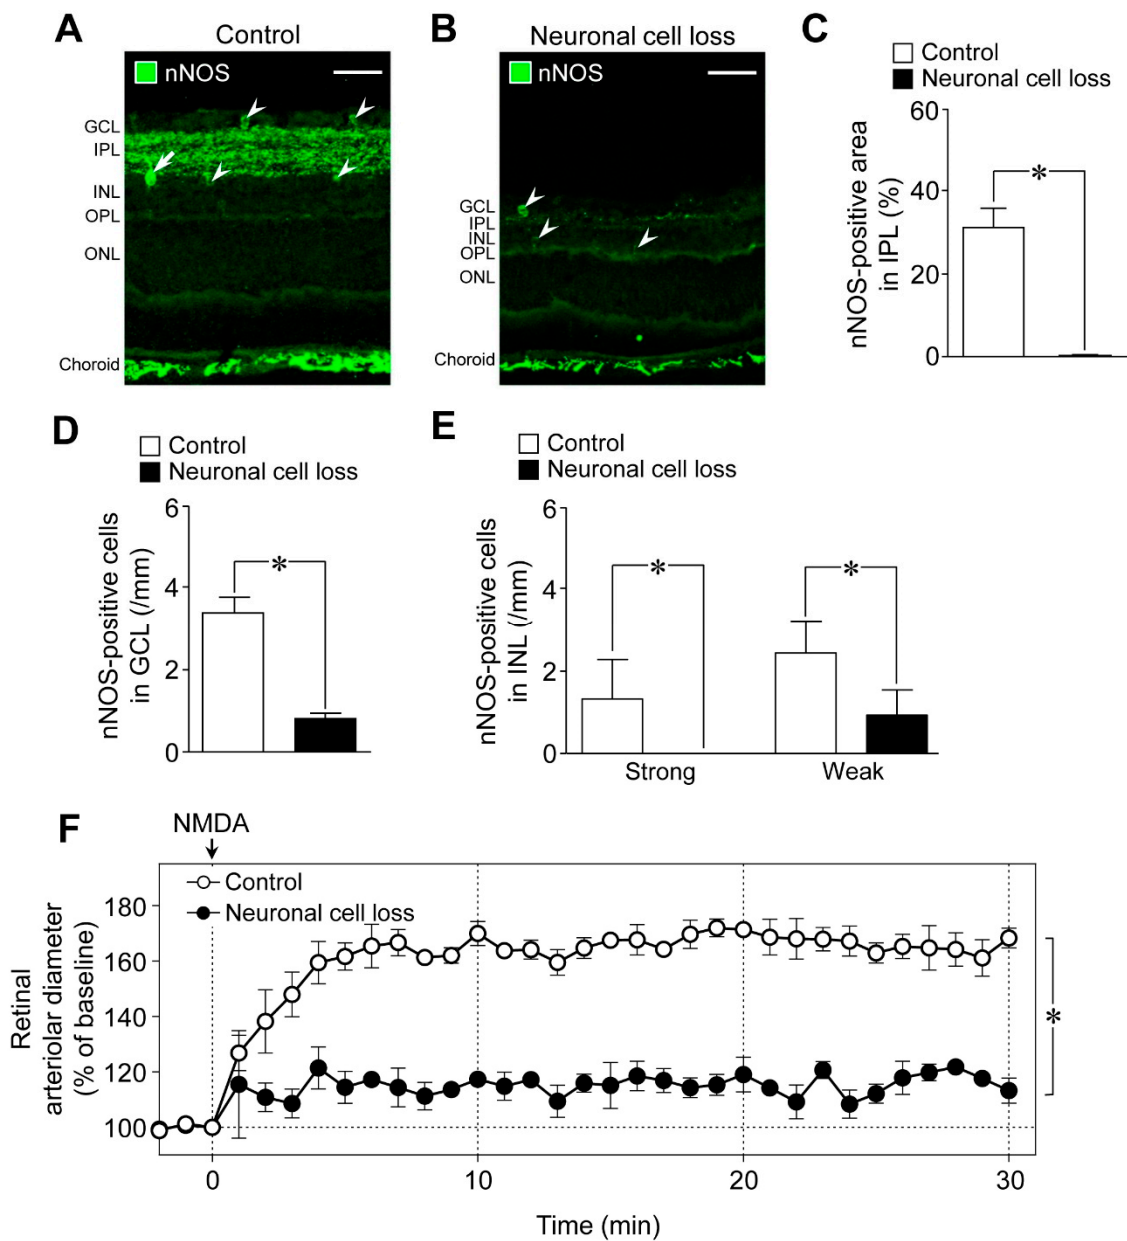 A
Control
nNOS
GCL
IPL
INL
OPL
ONL
Choroid
B
Neuronal cell loss
nNOS
GCL
IPL
INL
OPL
ONL
Choroid
C
Control
Neuronal cell loss
nNOS-positive area
in IPL (%)
60
40
20
0
*
D
Control
Neuronal cell loss
nNOS-positive cells
in GCL (/mm)
6
4
2
0
*
E
Control
Neuronal cell loss
nNOS-positive cells
in INL (/mm)
6
4
2
0
*
*
Strong
Weak
F
NMDA
Control
Neuronal cell loss
Retinal
arteriolar diameter
(% of baseline)
180
160
140
120
100
*
0
10
20
30
Time (min)